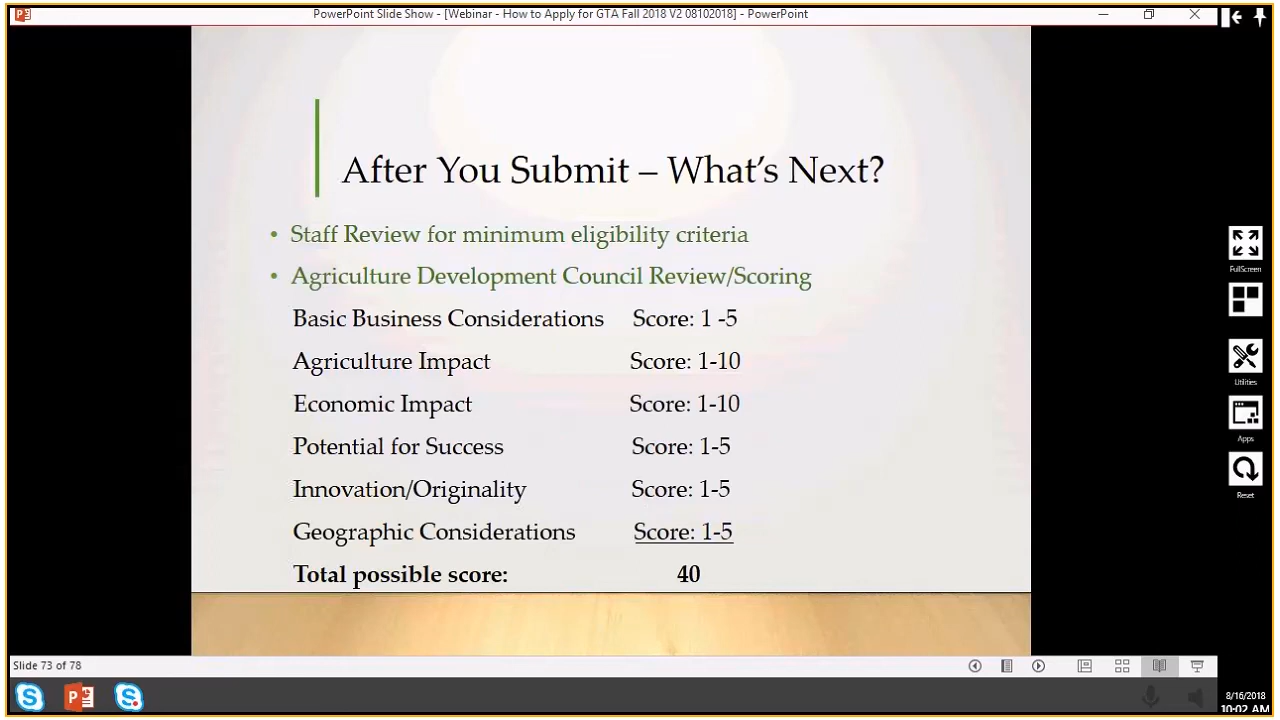 PowerPoint Slide Show - [Webinar - How to Apply for GTA Fall 2018 V2 08102018] - PowerPoint
After You Submit – What's Next?
• Staff Review for minimum eligibility criteria
• Agriculture Development Council Review/Scoring
Basic Business Considerations Score: 1 -5
Agriculture Impact Score: 1-10
Economic Impact Score: 1-10
Potential for Success Score: 1-5
Innovation/Originality Score: 1-5
Geographic Considerations Score: 1-5
Total possible score: 40
FullScreen
Utilities
Apps
Reset
Slide 73 of 78
8/16/2018
10:02 AM